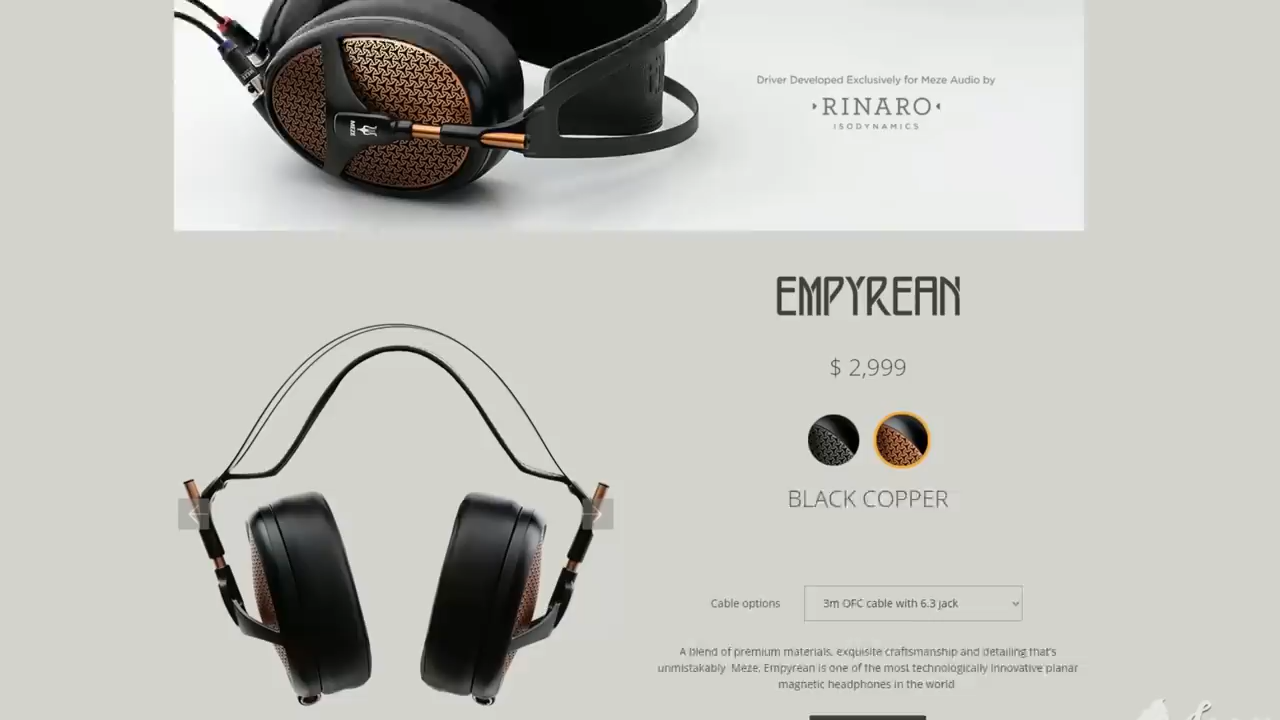 Driver Developed Exclusively for Meze Audio by
RINARO
ISODYNAMICS
MEZE
EMPYREAN
$ 2,999
BLACK COPPER
Cable options
3m OFC cable with 6.3 jack
A blend of premium materials, exquisite craftsmanship and detailing that's
unmistakably Meze, Empyrean is one of the most technologically innovative planar
magnetic headphones in the world